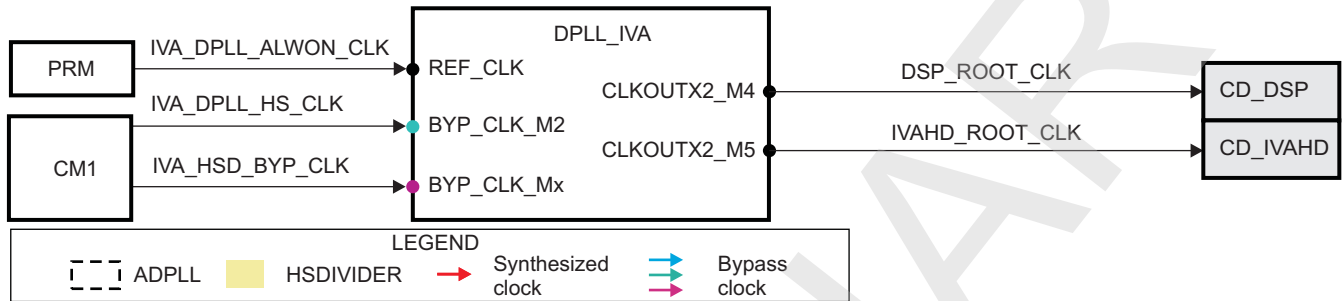 DPLL_IVA
PRM
IVA_DPLL_ALWON_CLK
REF_CLK
CLKOUTX2_M4
DSP_ROOT_CLK
CD_DSP
IVA_DPLL_HS_CLK
BYP_CLK_M2
CLKOUTX2_M5
IVAHD_ROOT_CLK
CD_IVAHD
CM1
IVA_HSD_BYP_CLK
BYP_CLK_Mx
LEGEND
ADPLL
HSDIVIDER
Synthesized
clock
Bypass
clock